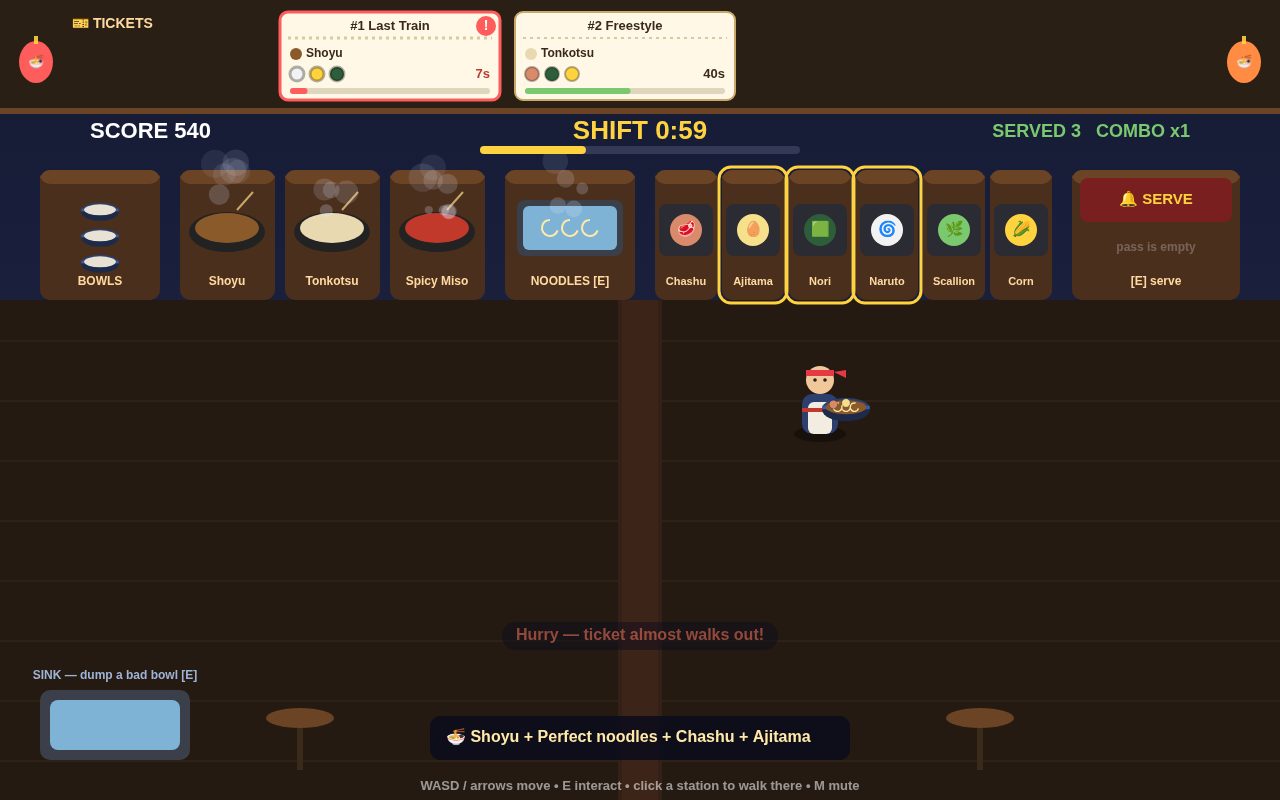 🎫 TICKETS
#1 Last Train
!
Shoyu
7s
#2 Freestyle
Tonkotsu
40s
SCORE 540
SHIFT 0:59
SERVED 3 COMBO x1
BOWLS
Shoyu
Tonkotsu
Spicy Miso
NOODLES [E]
Chashu
Ajitama
Nori
Naruto
Scallion
Corn
🔔 SERVE
pass is empty
[E] serve
Hurry — ticket almost walks out!
SINK — dump a bad bowl [E]
🍜 Shoyu + Perfect noodles + Chashu + Ajitama
WASD / arrows move • E interact • click a station to walk there • M mute